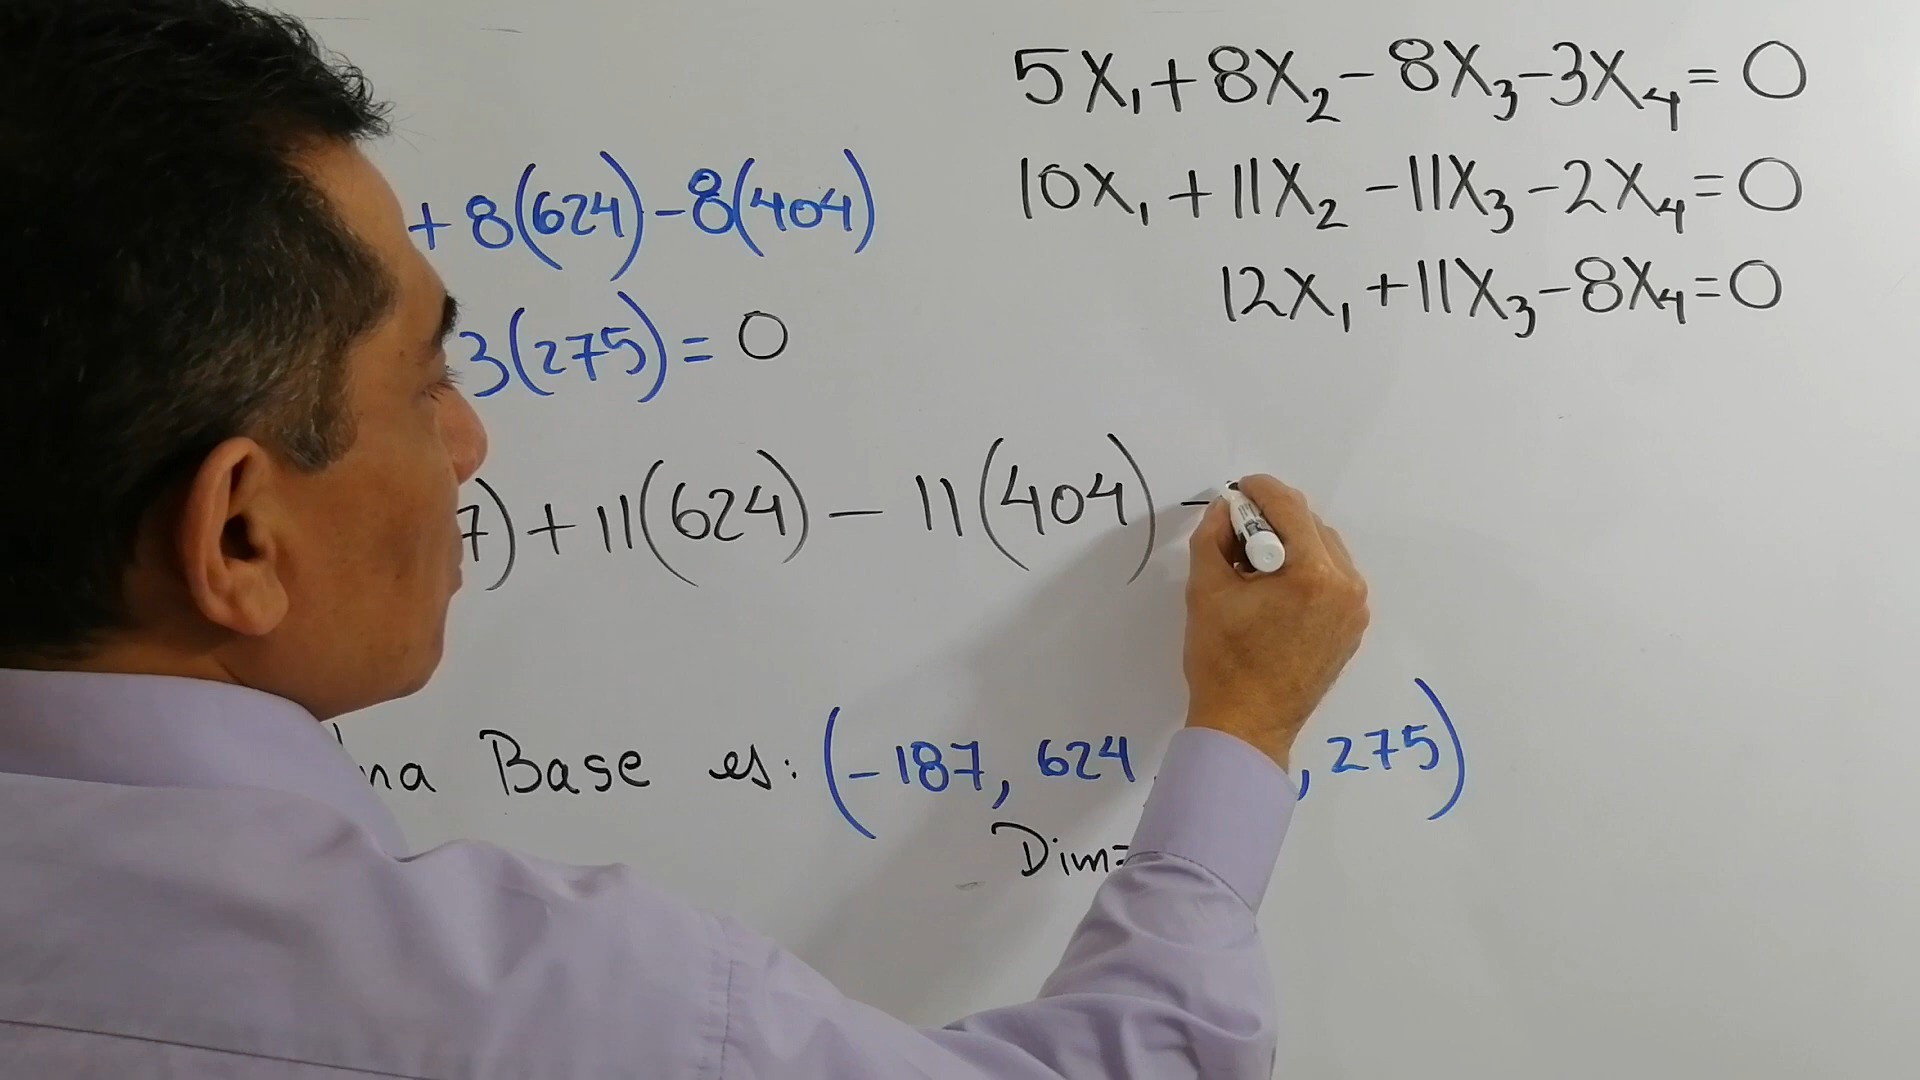 5X₁ + 8X₂ - 8X₃ - 3X₄ = 0
10X₁ + 11X₂ - 11X₃ - 2X₄ = 0
12X₁ + 11X₃ - 8X₄ = 0
+ 8(624) - 8(404)
3(275) = 0
7) + 11(624) - 11(404) -
na Base es: (-187, 624, , 275)
Dim=